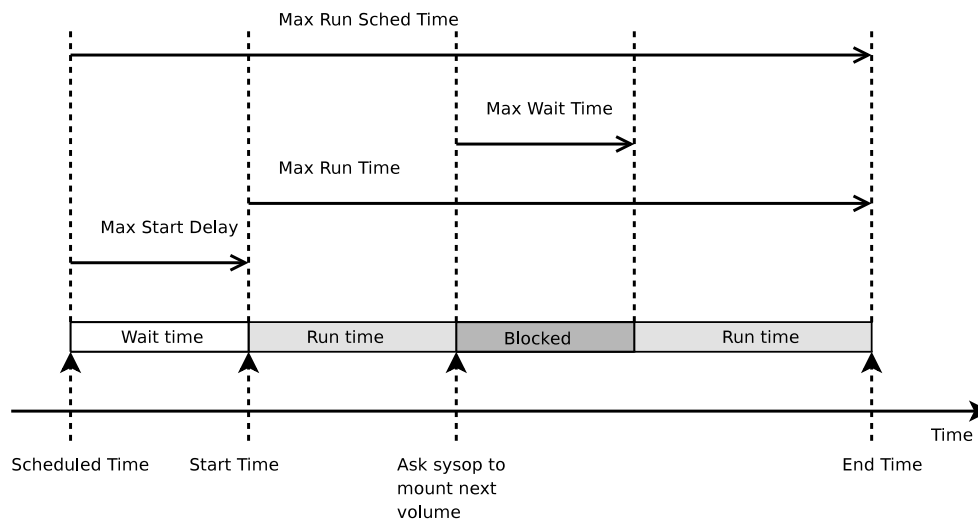 Max Run Sched Time
Max Wait Time
Max Run Time
Max Start Delay
Wait time
Run time
Blocked
Run time
Time
Scheduled Time
Start Time
Ask sysop to
mount next
volume
End Time